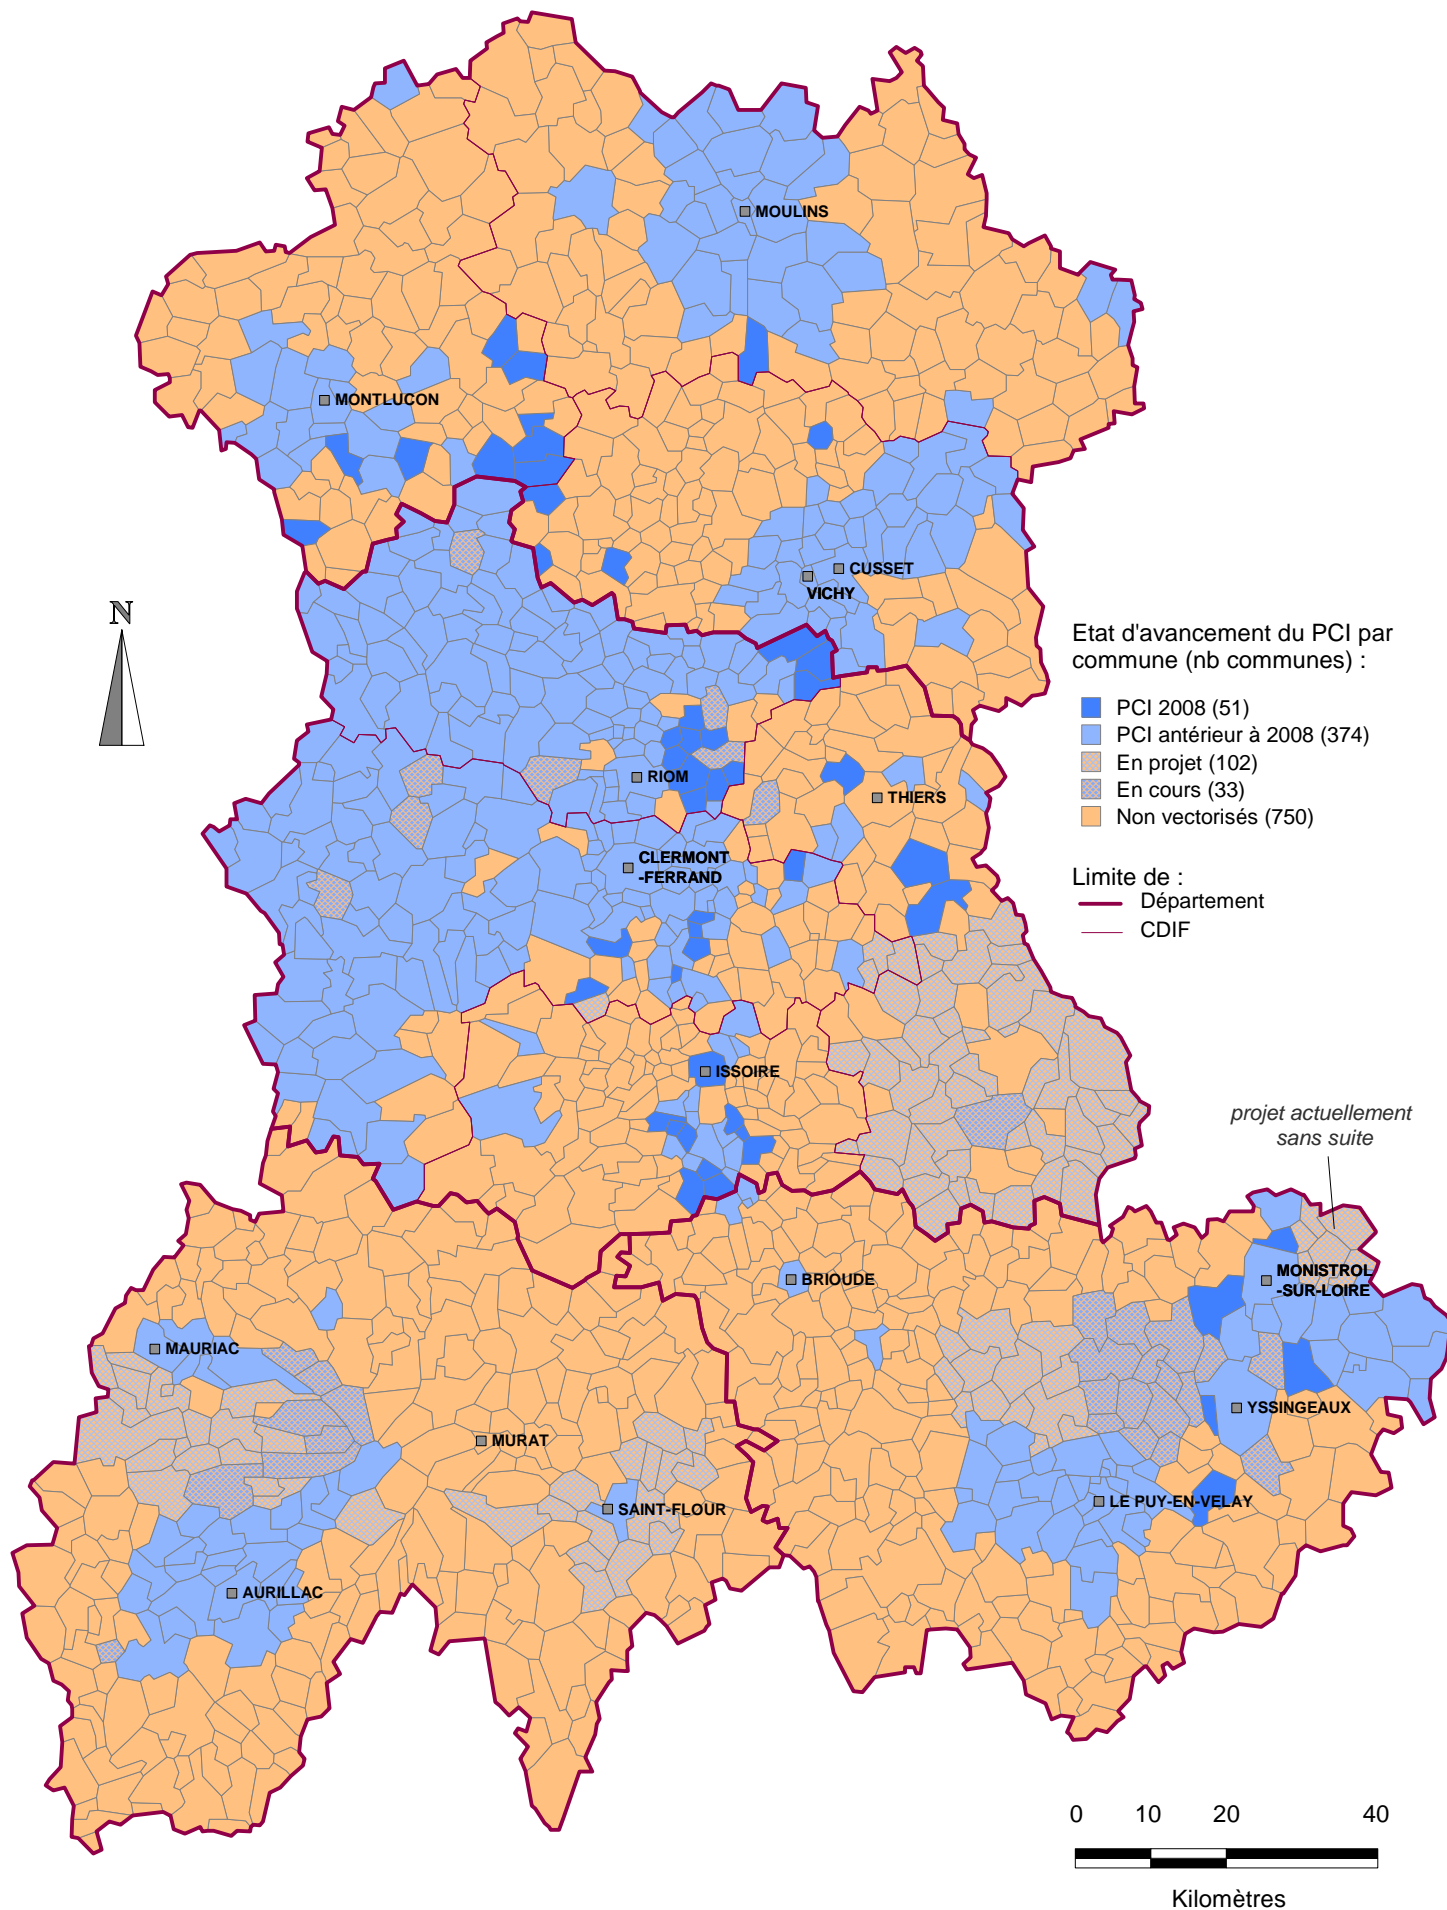 MOULINS
MONTLUCON
CUSSET
VICHY
N
Etat d'avancement du PCI par
commune (nb communes) :
PCI 2008 (51)
PCI antérieur à 2008 (374)
En projet (102)
En cours (33)
Non vectorisés (750)
Limite de :
Département
CDIF
RIOM
THIERS
CLERMONT
-FERRAND
ISSOIRE
projet actuellement
sans suite
BRIOUDE
MONISTROL
-SUR-LOIRE
MAURIAC
YSSINGEAUX
MURAT
LE PUY-EN-VELAY
SAINT-FLOUR
AURILLAC
0 10 20 40
Kilomètres